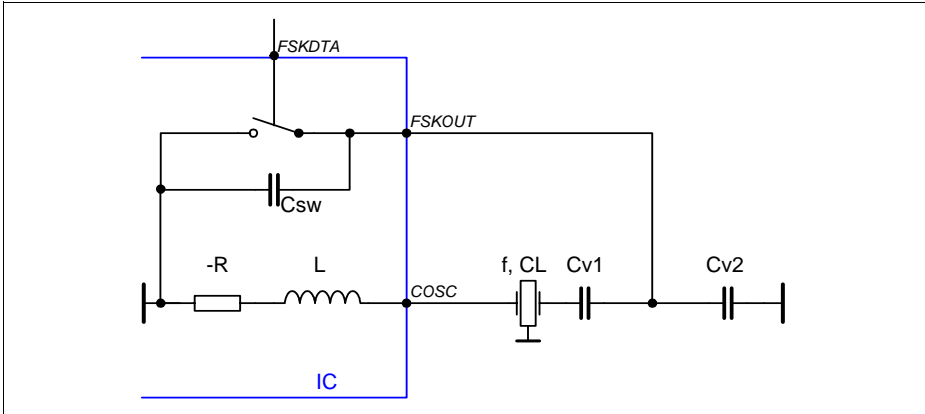 FSKDTA
FSKOUT
Csw
-R
L
f, CL
Cv1
Cv2
COSC
IC